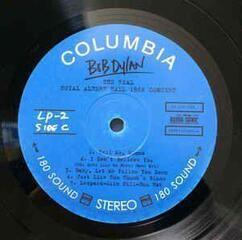 COLUMBIA
BOB DYLAN
THE REAL
ROYAL ALBERT HALL 1966 CONCERT
LP-2
SIDE C
1. Tell Me, Momma
2. I Don't Believe You
3. Baby, Let Me Follow You Down
4. Just Like Tom Thumb's Blues
5. Leopard-Skin Pill-Box Hat
180 SOUND STEREO 180 SOUND